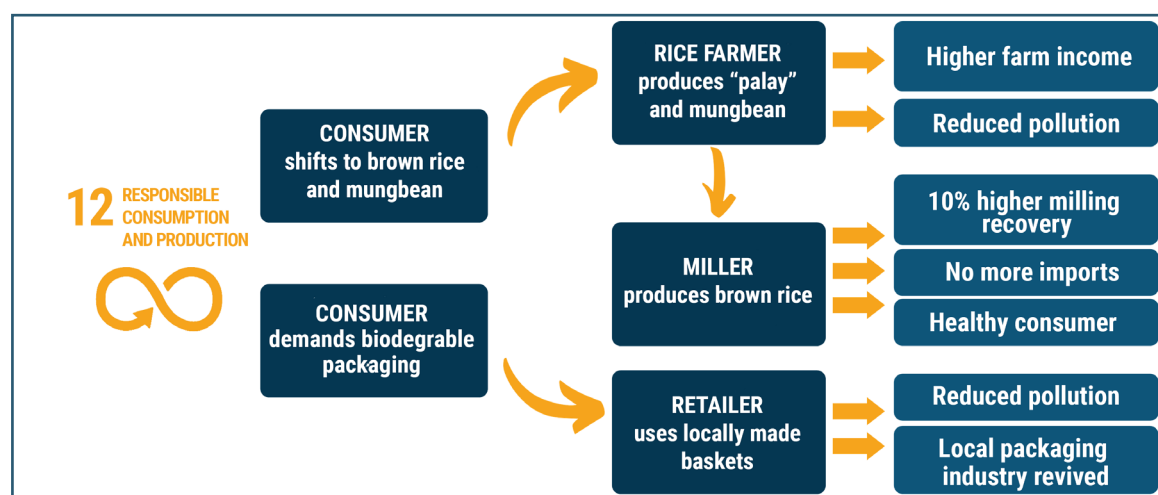 12
RESPONSIBLE
CONSUMPTION
AND PRODUCTION
CONSUMER
shifts to brown rice
and mungbean
CONSUMER
demands biodegrable
packaging
RICE FARMER
produces “palay”
and mungbean
Higher farm income
Reduced pollution
MILLER
produces brown rice
10% higher milling
recovery
No more imports
Healthy consumer
RETAILER
uses locally made
baskets
Reduced pollution
Local packaging
industry revived